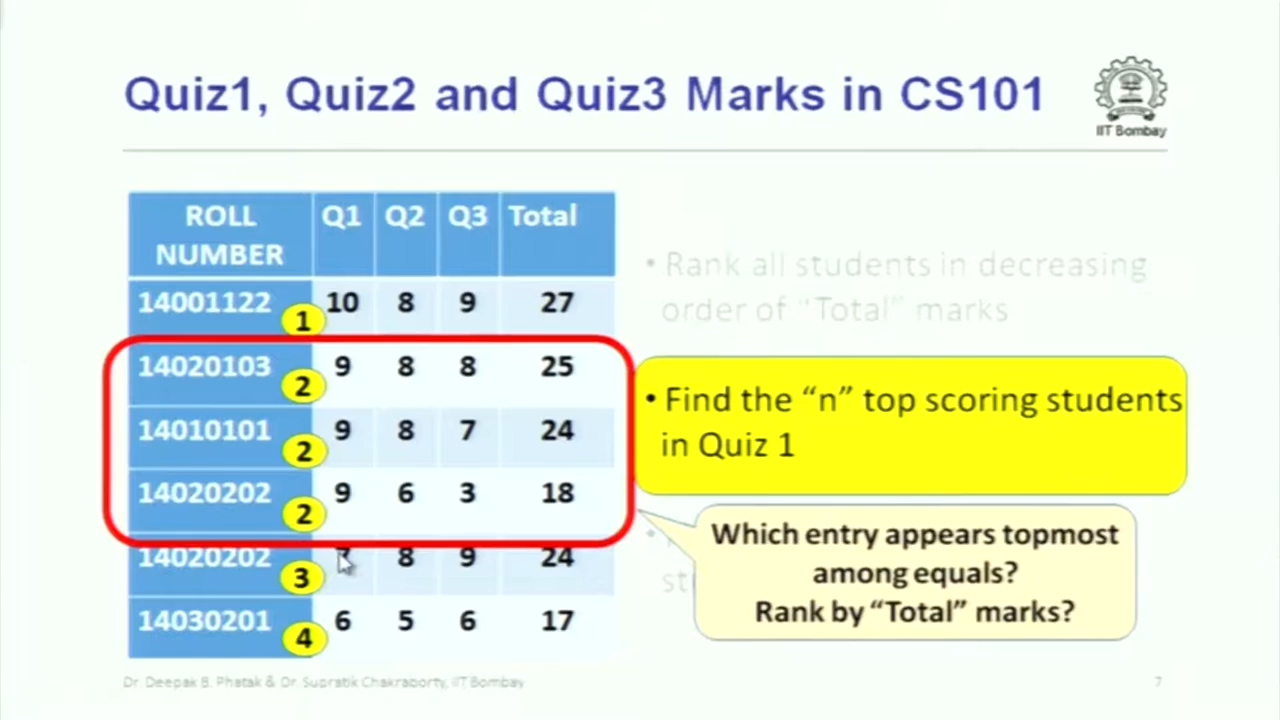 Quiz1, Quiz2 and Quiz3 Marks in CS101
IIT Bombay
ROLL NUMBER Q1 Q2 Q3 Total
14001122 1 10 8 9 27
14020103 2 9 8 8 25
14010101 2 9 8 7 24
14020202 2 9 6 3 18
14020202 3 7 8 9 24
14030201 4 6 5 6 17
• Rank all students in decreasing
order of "Total" marks
• Find the “n” top scoring students
in Quiz 1
Which entry appears topmost
among equals?
Rank by “Total” marks?
Dr. Deepak B. Phatak & Dr. Supratik Chakraborty, IIT Bombay
7